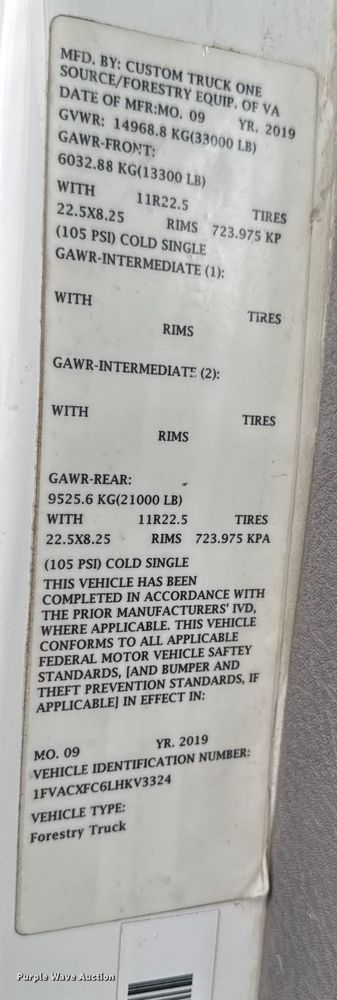 MFD. BY: CUSTOM TRUCK ONE
SOURCE/FORESTRY EQUIP. OF VA
DATE OF MFR:MO. 09 YR. 2019
GVWR: 14968.8 KG(33000 LB)
GAWR-FRONT:
6032.88 KG(13300 LB)
WITH 11R22.5 TIRES
22.5X8.25 RIMS 723.975 KP
(105 PSI) COLD SINGLE
GAWR-INTERMEDIATE (1):
WITH TIRES
RIMS
GAWR-INTERMEDIATE (2):
WITH TIRES
RIMS
GAWR-REAR:
9525.6 KG(21000 LB)
WITH 11R22.5 TIRES
22.5X8.25 RIMS 723.975 KPA
(105 PSI) COLD SINGLE
THIS VEHICLE HAS BEEN
COMPLETED IN ACCORDANCE WITH
THE PRIOR MANUFACTURERS' IVD,
WHERE APPLICABLE. THIS VEHICLE
CONFORMS TO ALL APPLICABLE
FEDERAL MOTOR VEHICLE SAFTEY
STANDARDS, [AND BUMPER AND
THEFT PREVENTION STANDARDS, IF
APPLICABLE] IN EFFECT IN:
MO. 09 YR. 2019
VEHICLE IDENTIFICATION NUMBER:
1FVACXFC6LHKV3324
VEHICLE TYPE:
Forestry Truck
Purple Wave Auction